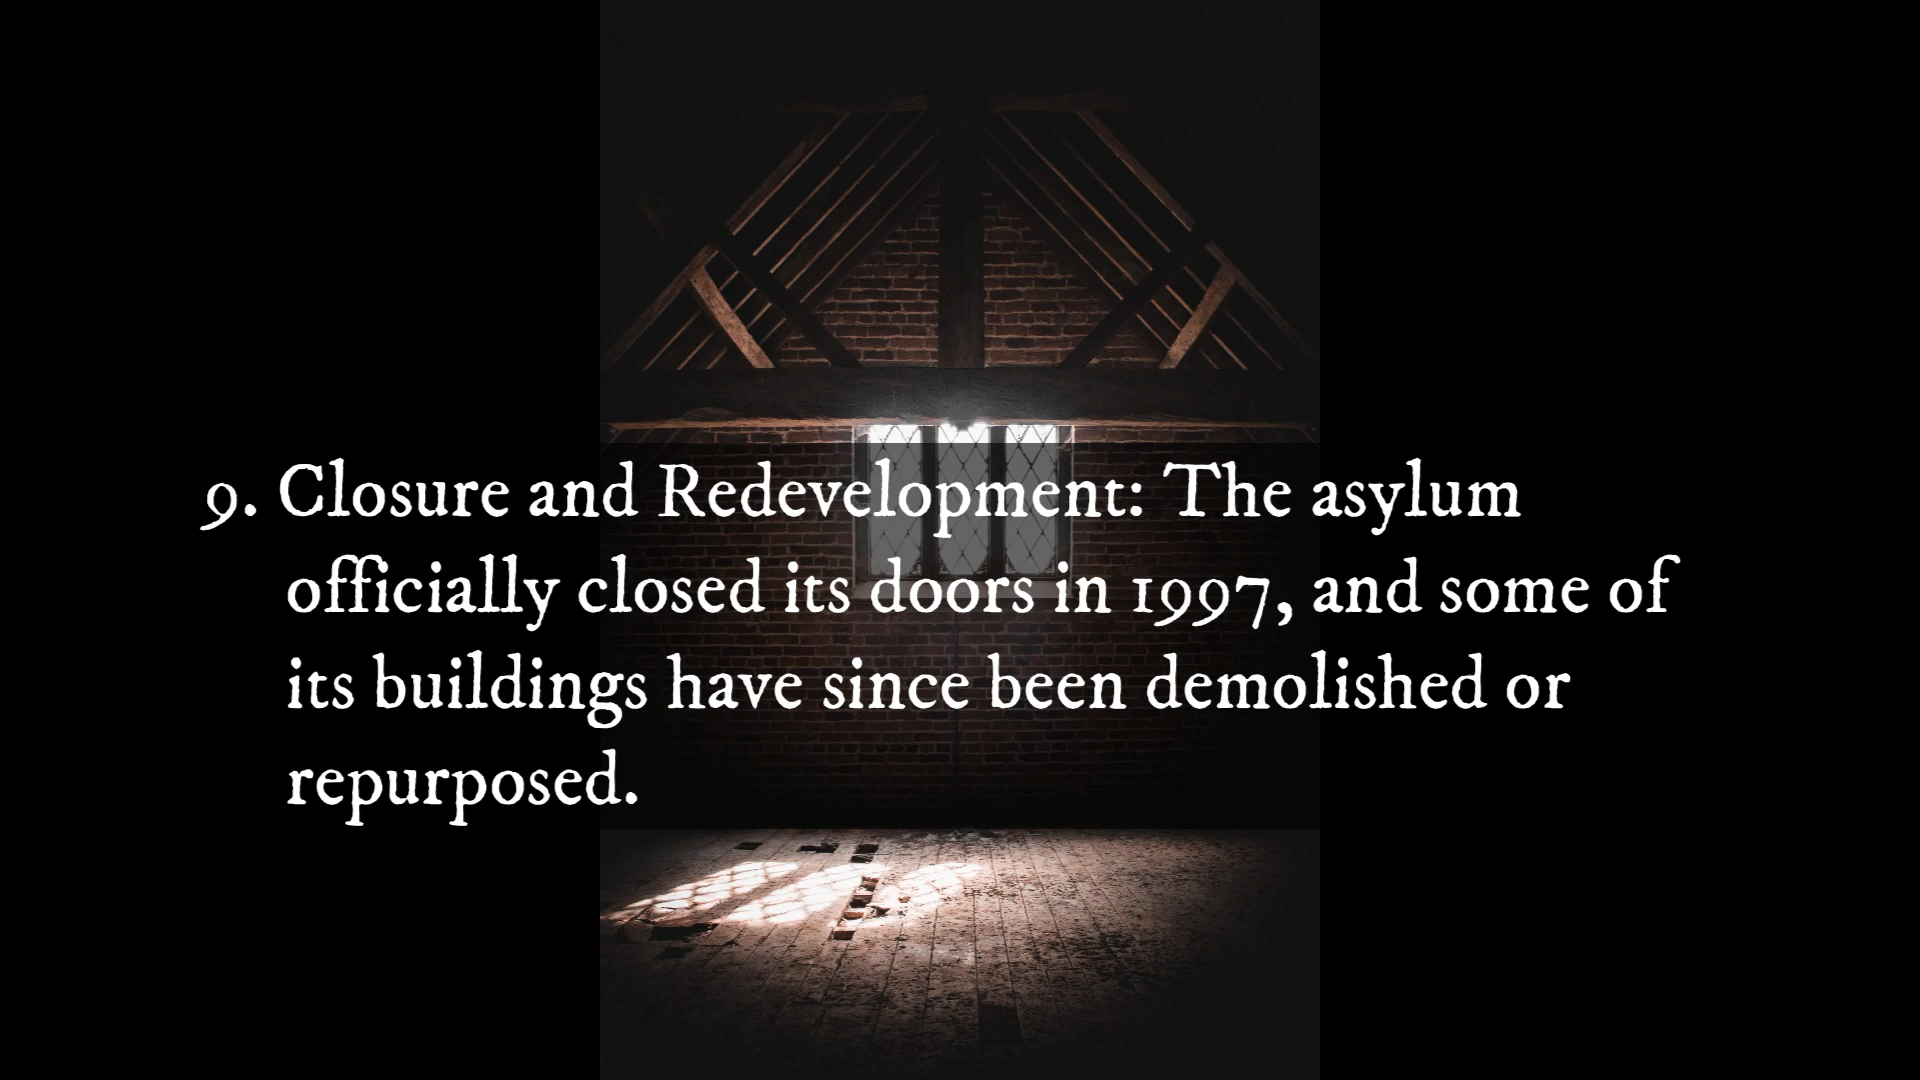 9. Closure and Redevelopment: The asylum
officially closed its doors in 1997, and some of
its buildings have since been demolished or
repurposed.